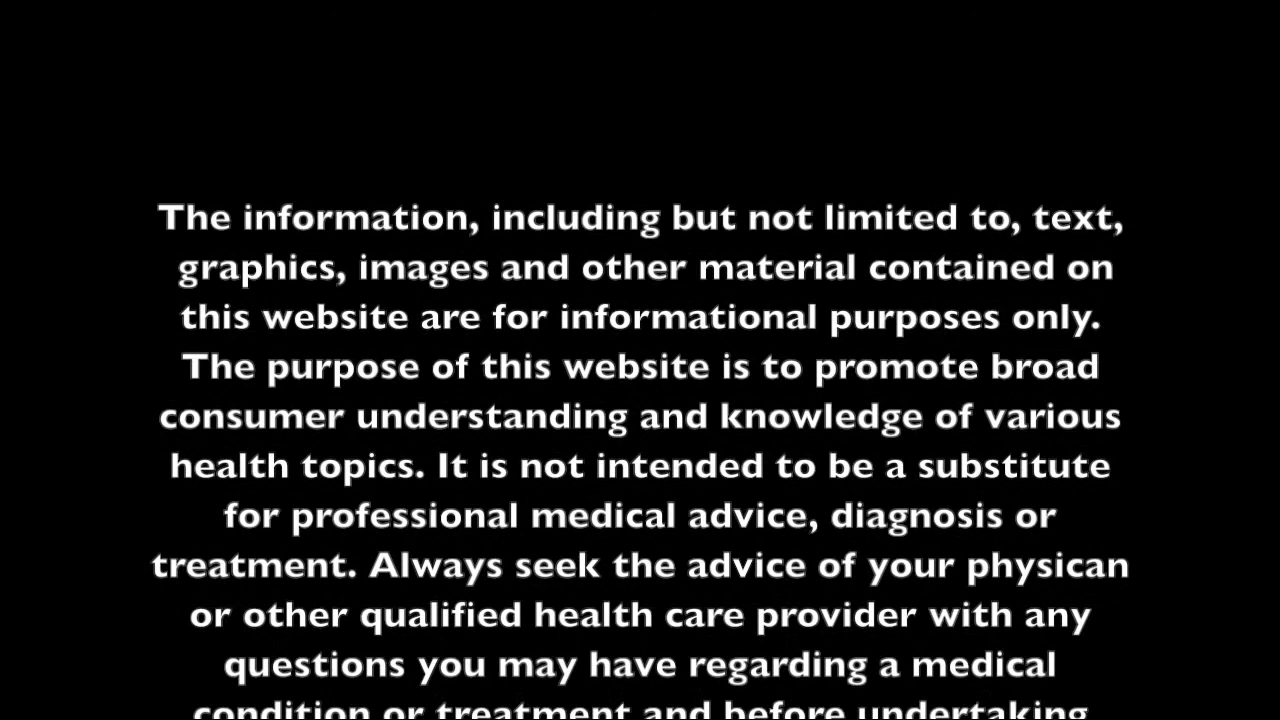 The information, including but not limited to, text,
graphics, images and other material contained on
this website are for informational purposes only.
The purpose of this website is to promote broad
consumer understanding and knowledge of various
health topics. It is not intended to be a substitute
for professional medical advice, diagnosis or
treatment. Always seek the advice of your physican
or other qualified health care provider with any
questions you may have regarding a medical
condition or treatment and before undertaking